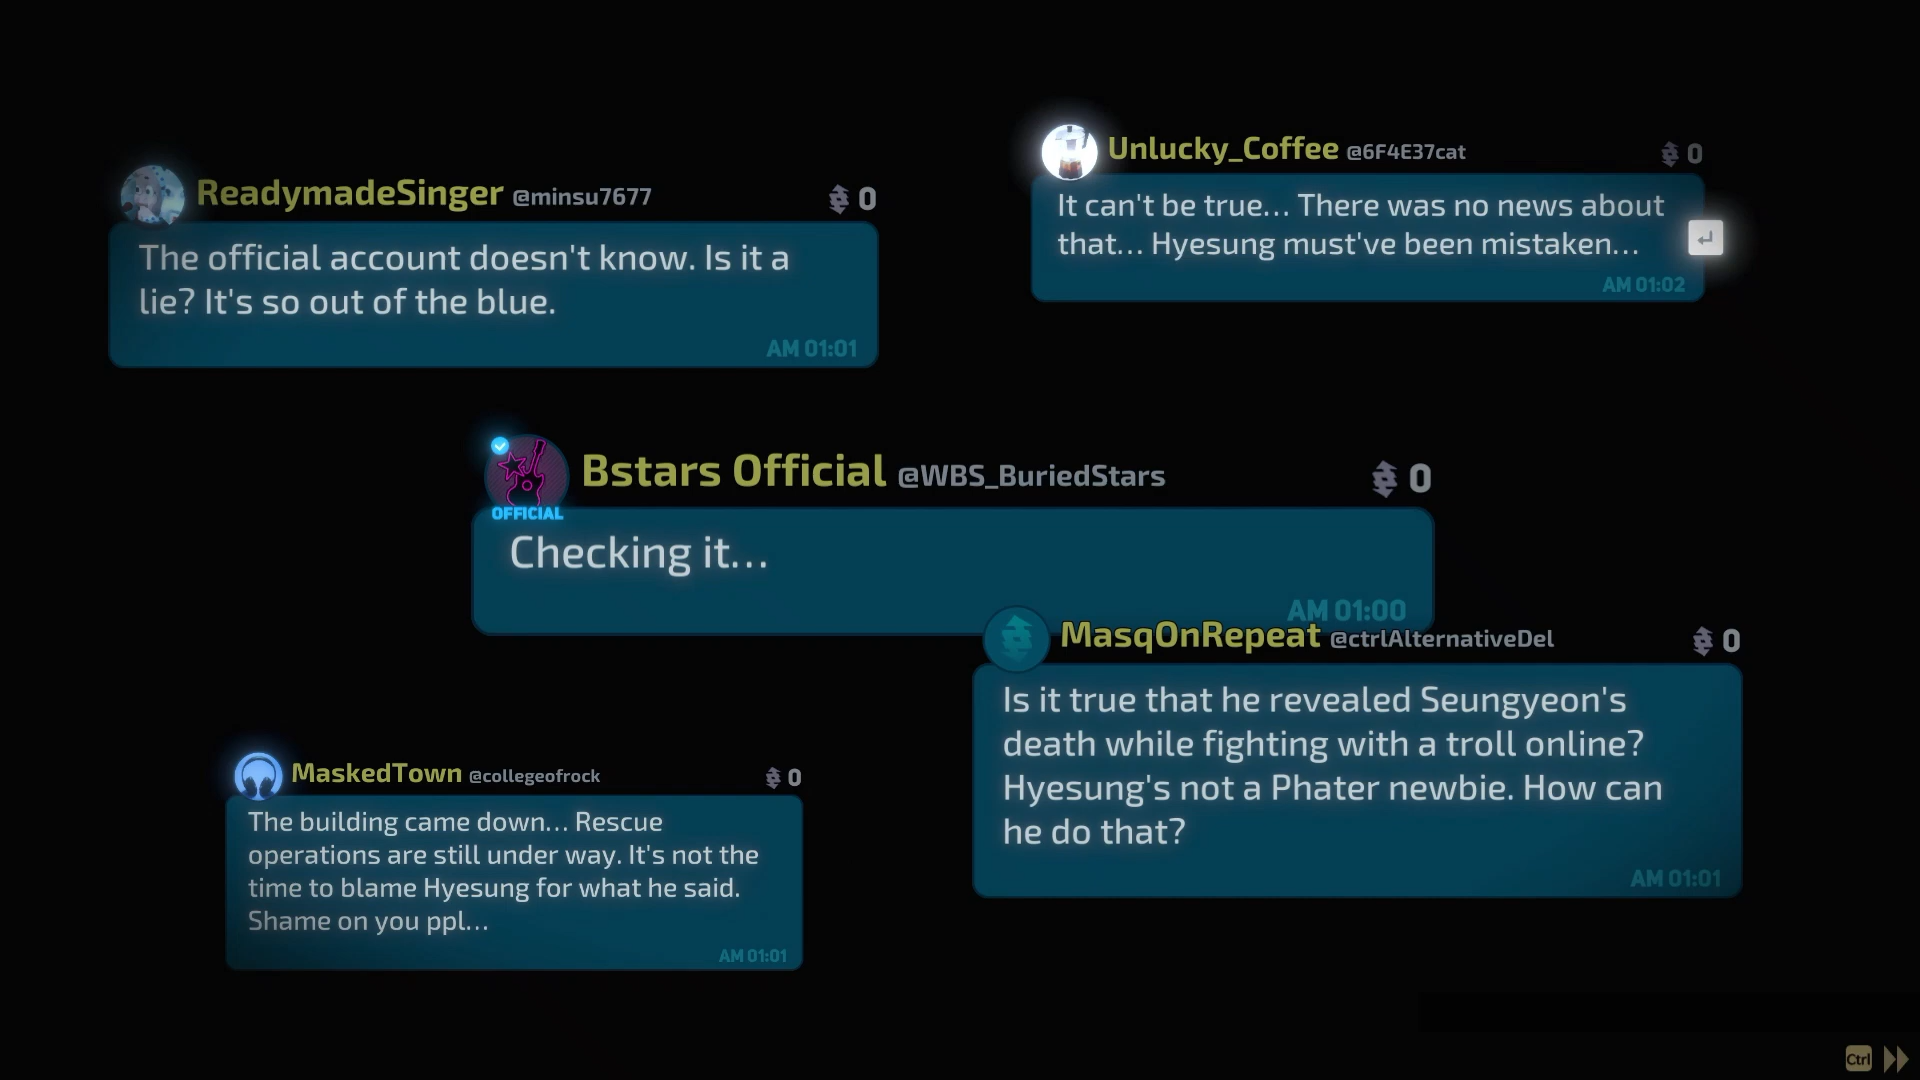 ReadymadeSinger @minsu7677 0
The official account doesn't know. Is it a
lie? It's so out of the blue.
AM 01:01
Unlucky_Coffee @6F4E37cat 0
It can't be true... There was no news about
that... Hyesung must've been mistaken...
AM 01:02
Bstars Official @WBS_BuriedStars 0
OFFICIAL
Checking it...
AM 01:00
MasqOnRepeat @ctrlAlternativeDel 0
Is it true that he revealed Seungyeon's
death while fighting with a troll online?
Hyesung's not a Phater newbie. How can
he do that?
AM 01:01
MaskedTown @collegeofrock 0
The building came down... Rescue
operations are still under way. It's not the
time to blame Hyesung for what he said.
Shame on you ppl...
AM 01:01
Ctrl